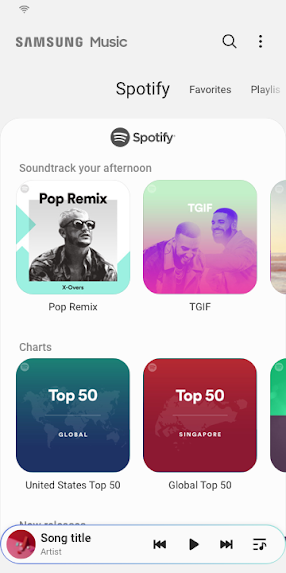 SAMSUNG Music
Spotify Favorites Playlis
Spotify
Soundtrack your afternoon
Pop Remix
X-Overs
TGIF
Pop Remix TGIF
Charts
Top 50 Top 50
GLOBAL SINGAPORE
United States Top 50 Global Top 50
New releases
Song title
Artist